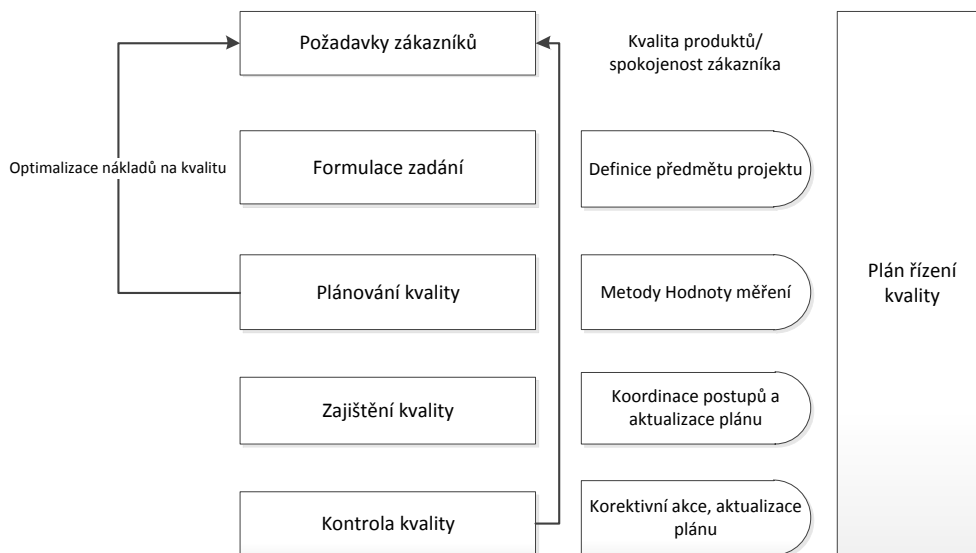 Požadavky zákazníků
Kvalita produktů/
spokojenost zákazníka
Optimalizace nákladů na kvalitu
Formulace zadání
Definice předmětu projektu
Plánování kvality
Metody Hodnoty měření
Plán řízení
kvality
Zajištění kvality
Koordinace postupů a
aktualizace plánu
Kontrola kvality
Korektivní akce, aktualizace
plánu